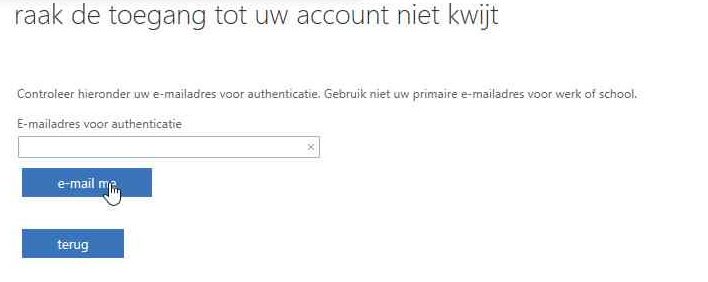 raak de toegang tot uw account niet kwijt
Controleer hieronder uw e-mailadres voor authenticatie. Gebruik niet uw primaire e-mailadres voor werk of school.
E-mailadres voor authenticatie
e-mail me
terug